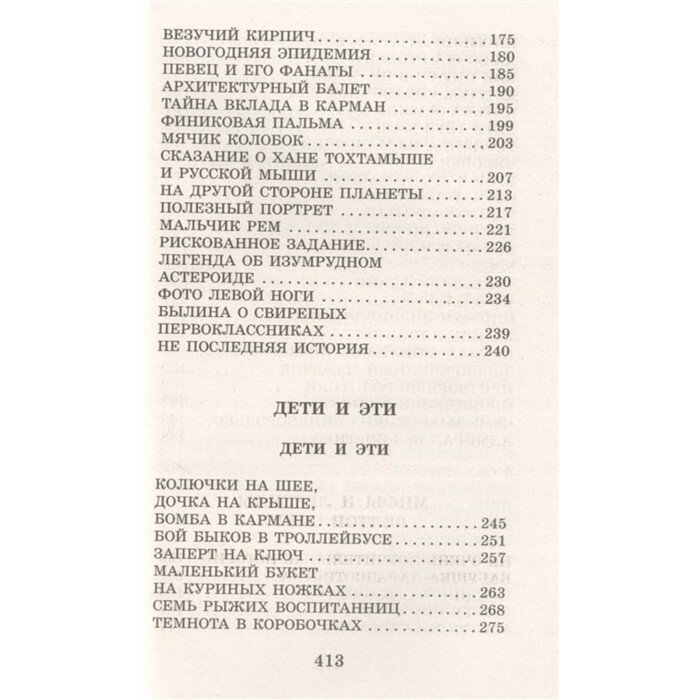 ВЕЗУЧИЙ КИРПИЧ ..................... 175
НОВОГОДНЯЯ ЭПИДЕМИЯ ............. 180
ПЕВЕЦ И ЕГО ФАНАТЫ ............... 185
АРХИТЕКТУРНЫЙ БАЛЕТ ............. 190
ТАЙНА ВКЛАДА В КАРМАН ........... 195
ФИНИКОВАЯ ПАЛЬМА ................ 199
МЯЧИК КОЛОБОК ..................... 203
СКАЗАНИЕ О ХАНЕ ТОХТАМЫШЕ
И РУССКОЙ МЫШИ .................... 207
НА ДРУГОЙ СТОРОНЕ ПЛАНЕТЫ ...... 213
ПОЛЕЗНЫЙ ПОРТРЕТ ................. 217
МАЛЬЧИК РЕМ ........................ 221
РИСКОВАННОЕ ЗАДАНИЕ ............. 226
ЛЕГЕНДА ОБ ИЗУМРУДНОМ
АСТЕРОИДЕ .......................... 230
ФОТО ЛЕВОЙ НОГИ ................... 234
БЫЛИНА О СВИРЕПЫХ
ПЕРВОКЛАССНИКАХ .................. 239
НЕ ПОСЛЕДНЯЯ ИСТОРИЯ ............ 240
ДЕТИ И ЭТИ
ДЕТИ И ЭТИ
КОЛЮЧКИ НА ШЕЕ,
ДОЧКА НА КРЫШЕ,
БОМБА В КАРМАНЕ ................... 245
БОЙ БЫКОВ В ТРОЛЛЕЙБУСЕ ......... 251
ЗАПЕРТ НА КЛЮЧ .................... 257
МАЛЕНЬКИЙ БУКЕТ
НА КУРИНЫХ НОЖКАХ ............... 263
СЕМЬ РЫЖИХ ВОСПИТАННИЦ ........ 268
ТЕМНОТА В КОРОБОЧКАХ ............ 275
413